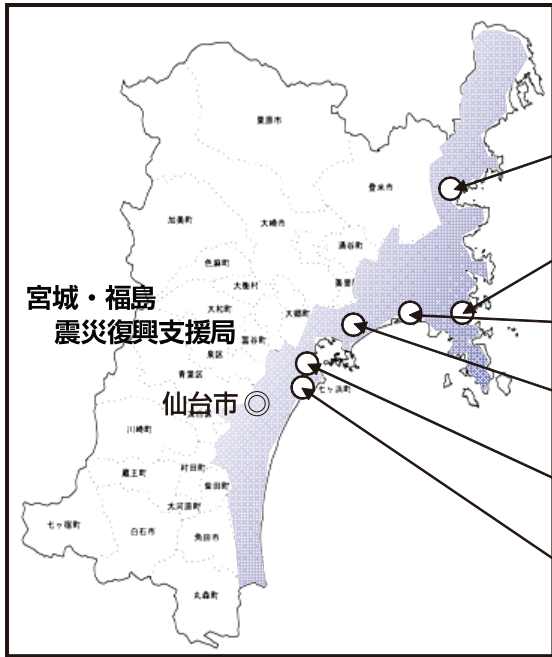 栗原市
登米市
加美町
大崎市
涌谷町
色麻町
美里町
大衡村
宮城・福島
震災復興支援局
大和町
大郷町
富谷町
泉区
青葉区
七ヶ浜町
仙台市
川崎町
村田町
蔵王町
柴田町
大河原町
七ヶ宿町
白石市
角田市
丸森町